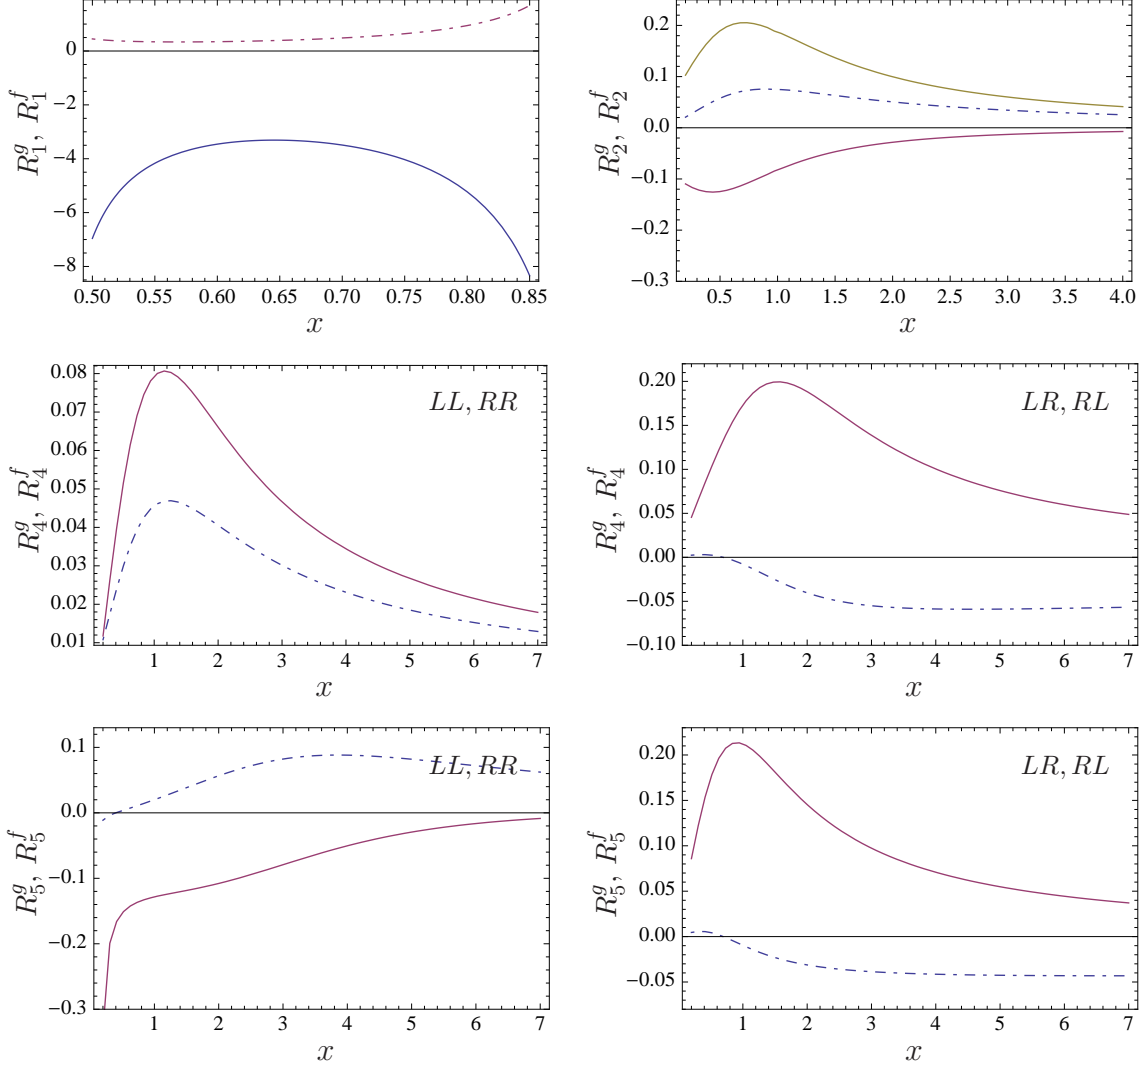 0
−2
−4
−6
−8
0.50 0.55 0.60 0.65 0.70 0.75 0.80 0.85
x
R_1^g, R_1^f
0.2
0.1
0.0
−0.1
−0.2
−0.3
0.5 1.0 1.5 2.0 2.5 3.0 3.5 4.0
x
R_2^g, R_2^f
LL, RR
0.08
0.07
0.06
0.05
0.04
0.03
0.02
0.01
1 2 3 4 5 6 7
x
R_4^g, R_4^f
LR, RL
0.20
0.15
0.10
0.05
0.00
−0.05
−0.10
1 2 3 4 5 6 7
x
R_4^g, R_4^f
LL, RR
0.1
0.0
−0.1
−0.2
−0.3
1 2 3 4 5 6 7
x
R_5^g, R_5^f
LR, RL
0.20
0.15
0.10
0.05
0.00
−0.05
1 2 3 4 5 6 7
x
R_5^g, R_5^f